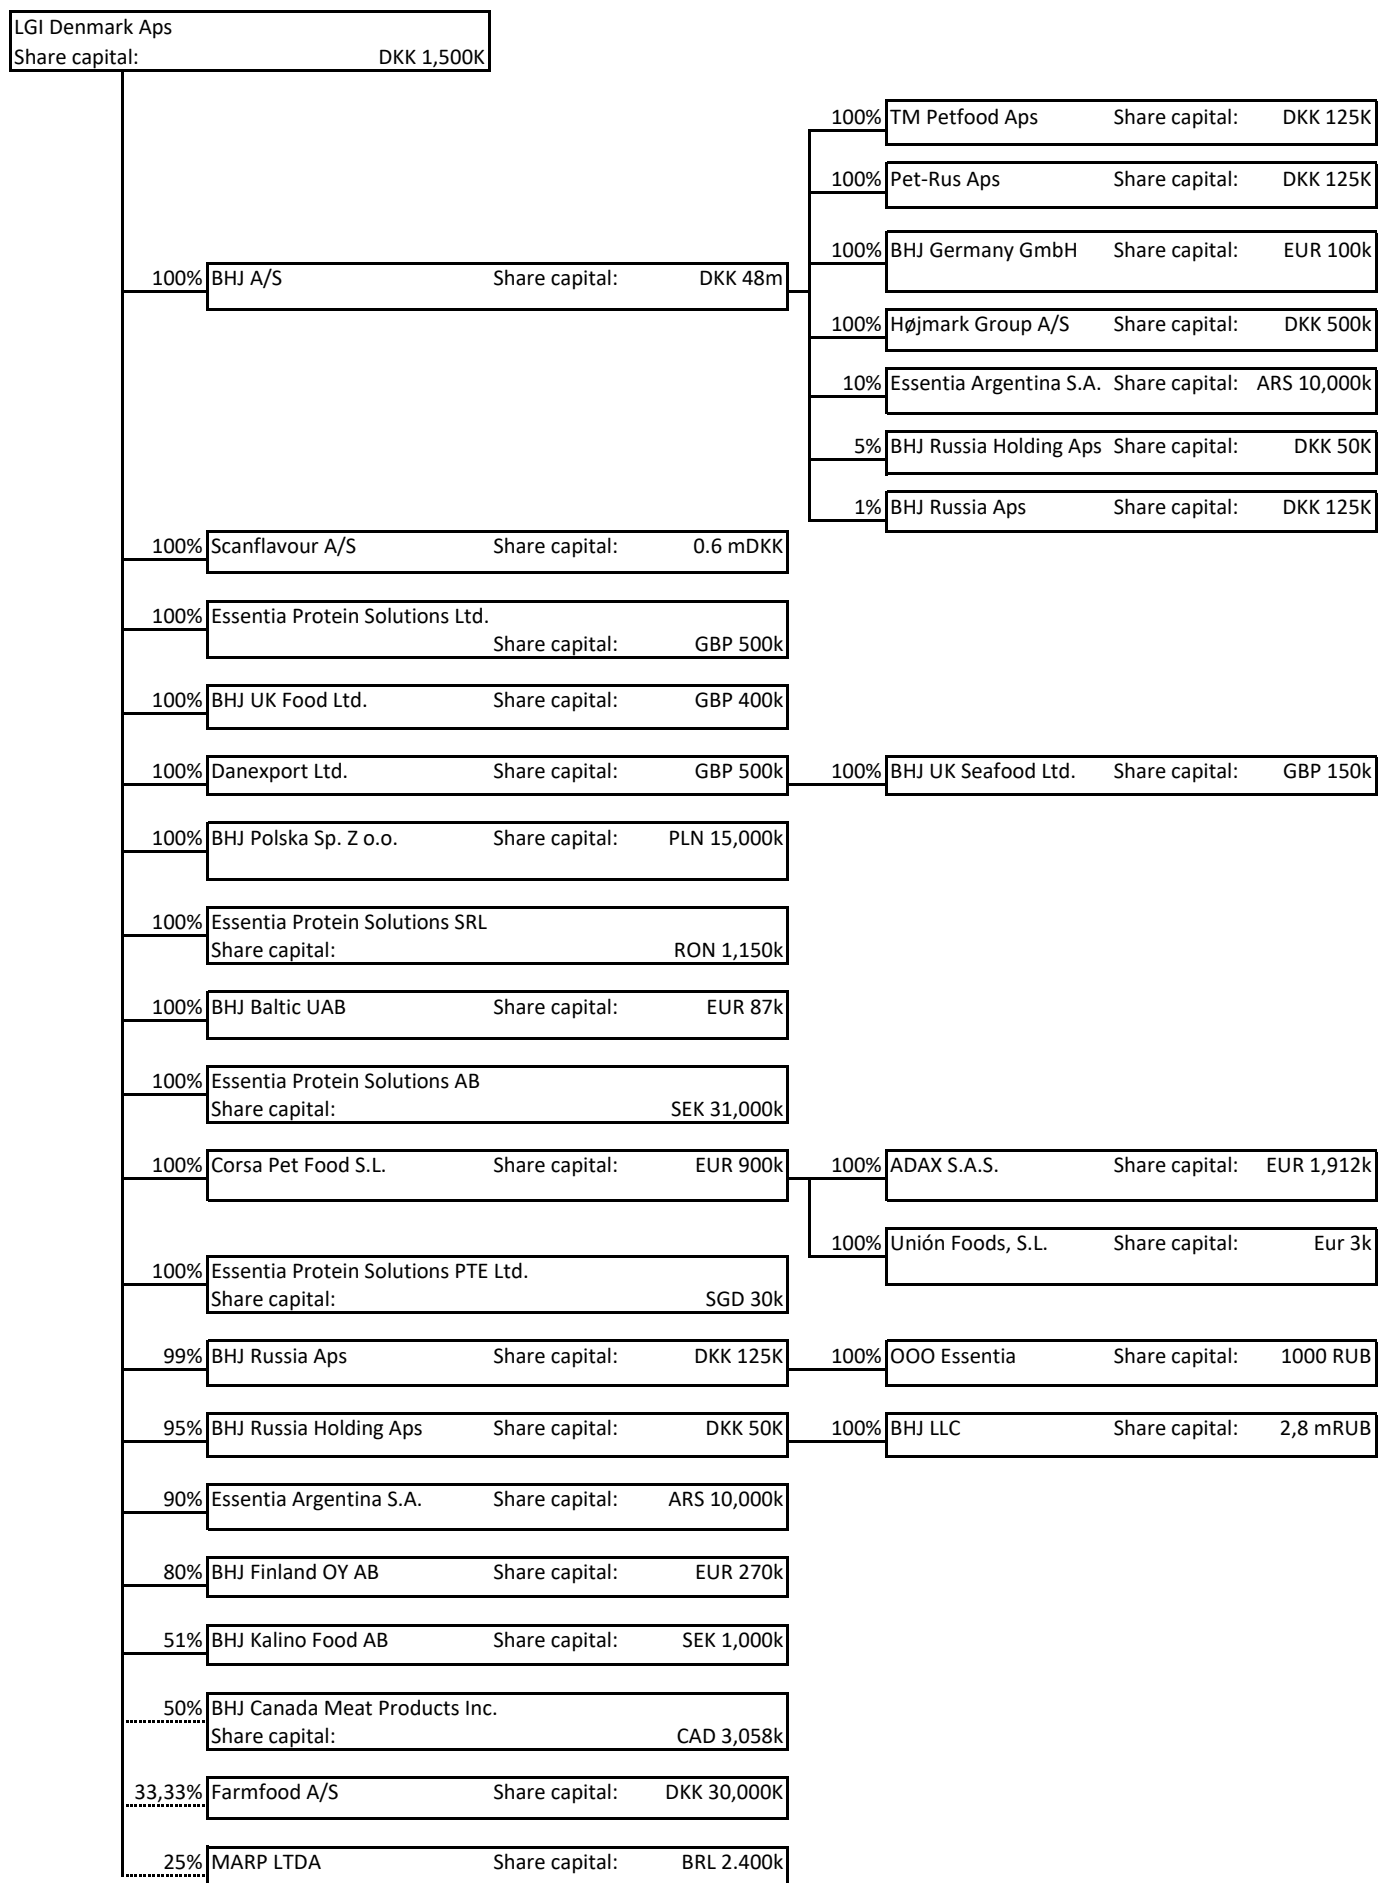 LGI Denmark Aps
Share capital: DKK 1,500K
100% TM Petfood Aps Share capital: DKK 125K
100% Pet-Rus Aps Share capital: DKK 125K
100% BHJ Germany GmbH Share capital: EUR 100k
100% BHJ A/S Share capital: DKK 48m
100% Højmark Group A/S Share capital: DKK 500k
10% Essentia Argentina S.A. Share capital: ARS 10,000k
5% BHJ Russia Holding Aps Share capital: DKK 50K
1% BHJ Russia Aps Share capital: DKK 125K
100% Scanflavour A/S Share capital: 0.6 mDKK
100% Essentia Protein Solutions Ltd.
Share capital: GBP 500k
100% BHJ UK Food Ltd. Share capital: GBP 400k
100% Danexport Ltd. Share capital: GBP 500k 100% BHJ UK Seafood Ltd. Share capital: GBP 150k
100% BHJ Polska Sp. Z o.o. Share capital: PLN 15,000k
100% Essentia Protein Solutions SRL
Share capital: RON 1,150k
100% BHJ Baltic UAB Share capital: EUR 87k
100% Essentia Protein Solutions AB
Share capital: SEK 31,000k
100% Corsa Pet Food S.L. Share capital: EUR 900k 100% ADAX S.A.S. Share capital: EUR 1,912k
100% Unión Foods, S.L. Share capital: Eur 3k
100% Essentia Protein Solutions PTE Ltd.
Share capital: SGD 30k
99% BHJ Russia Aps Share capital: DKK 125K 100% OOO Essentia Share capital: 1000 RUB
95% BHJ Russia Holding Aps Share capital: DKK 50K 100% BHJ LLC Share capital: 2,8 mRUB
90% Essentia Argentina S.A. Share capital: ARS 10,000k
80% BHJ Finland OY AB Share capital: EUR 270k
51% BHJ Kalino Food AB Share capital: SEK 1,000k
50% BHJ Canada Meat Products Inc.
Share capital: CAD 3,058k
33,33% Farmfood A/S Share capital: DKK 30,000K
25% MARP LTDA Share capital: BRL 2.400k